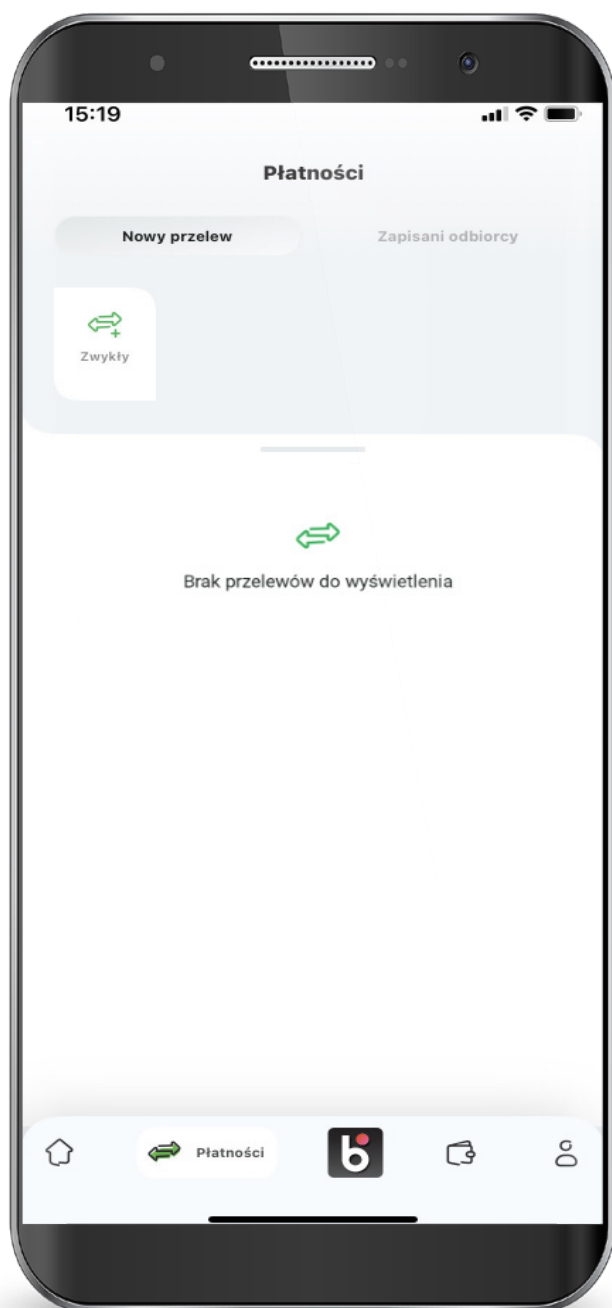 15:19
Płatności
Nowy przelew
Zapisani odbiorcy
Zwykły
Brak przelewów do wyświetlenia
Płatności
b